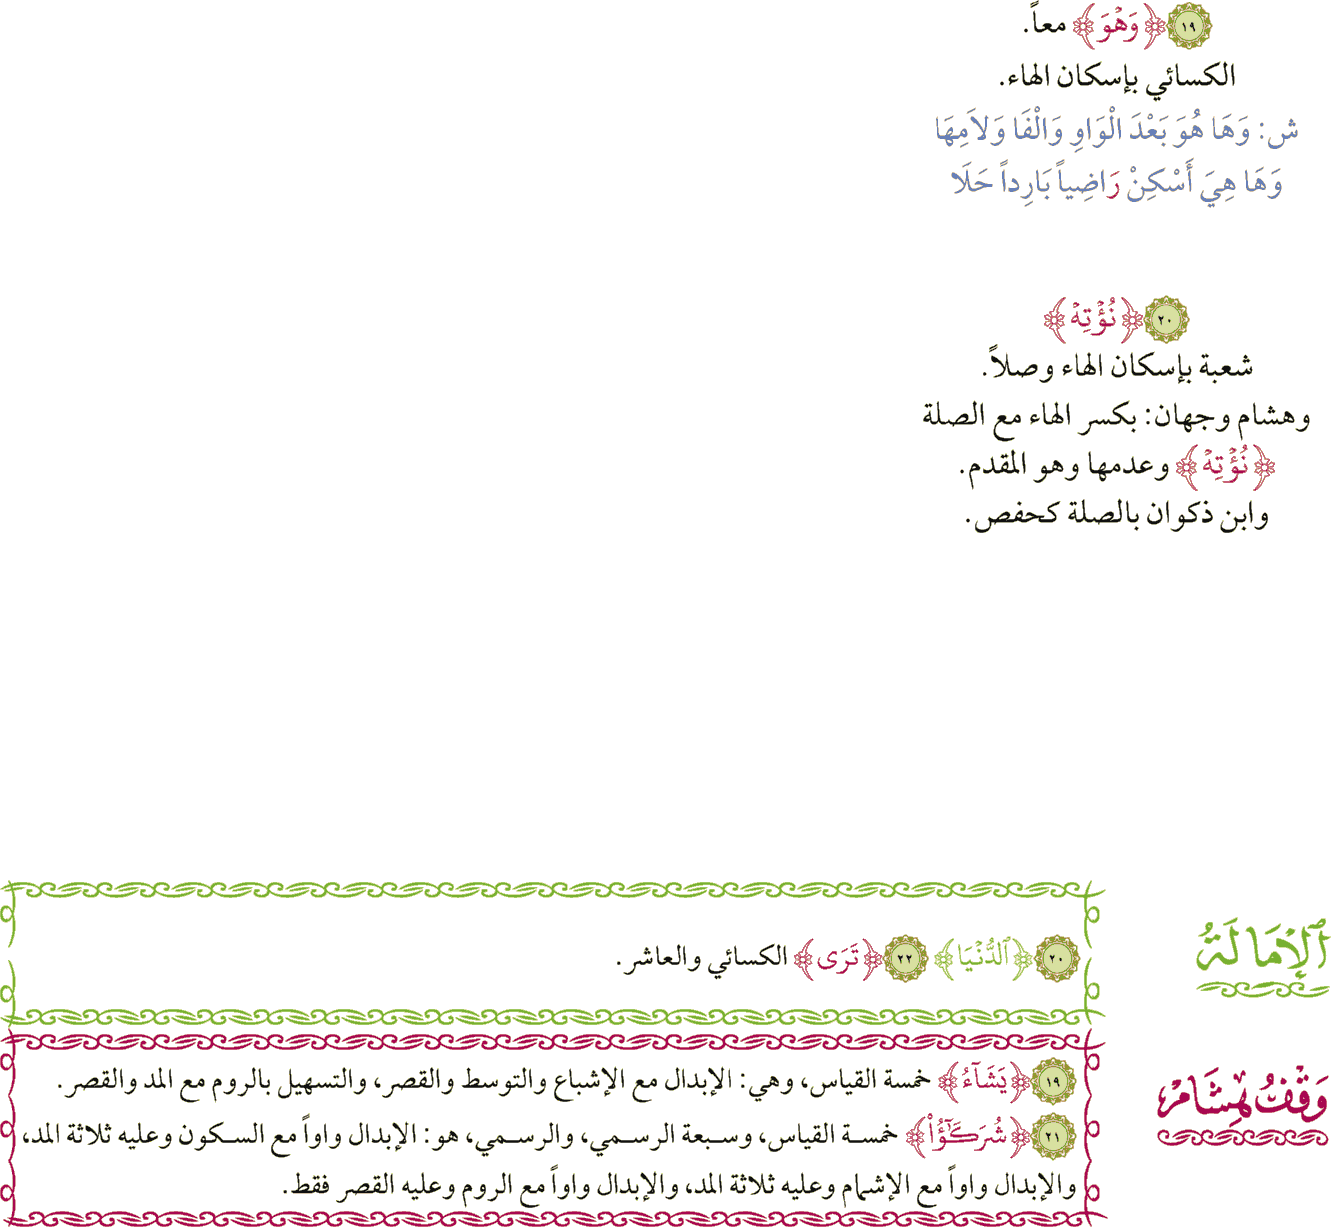 ١٩ ﴿وَهْوَ﴾ معاً.
الكسائي بإسكان الهاء.
ش: وَهَا هُوَ بَعْدَ الْوَاوِ وَالْفَا وَلاَمِهَا
وَهَا هِيَ أَسْكِنْ رَاضِياً بَارِداً حَلَا
٢٠ ﴿نُؤْتِهْ﴾
شعبة بإسكان الهاء وصلاً.
وهشام وجهان: بكسر الهاء مع الصلة
﴿نُؤْتِهْ﴾ وعدمها وهو المقدم.
وابن ذكوان بالصلة كحفص.
ٱلْإِمَالَةُ
٢٠ ﴿ٱلدُّنْيَا﴾ ٢٢ ﴿تَرَى﴾ الكسائي والعاشر.
وَقْفُ هِشَامْ
١٩ ﴿يَشَآءُ﴾ خمسة القياس، وهي: الإبدال مع الإشباع والتوسط والقصر، والتسهيل بالروم مع المد والقصر.
٢١ ﴿شُرَكَٰٓؤُا۟﴾ خمسة القياس، وسبعة الرسمي، والرسمي، هو: الإبدال واواً مع السكون وعليه ثلاثة المد،
والإبدال واواً مع الإشمام وعليه ثلاثة المد، والإبدال واواً مع الروم وعليه القصر فقط.